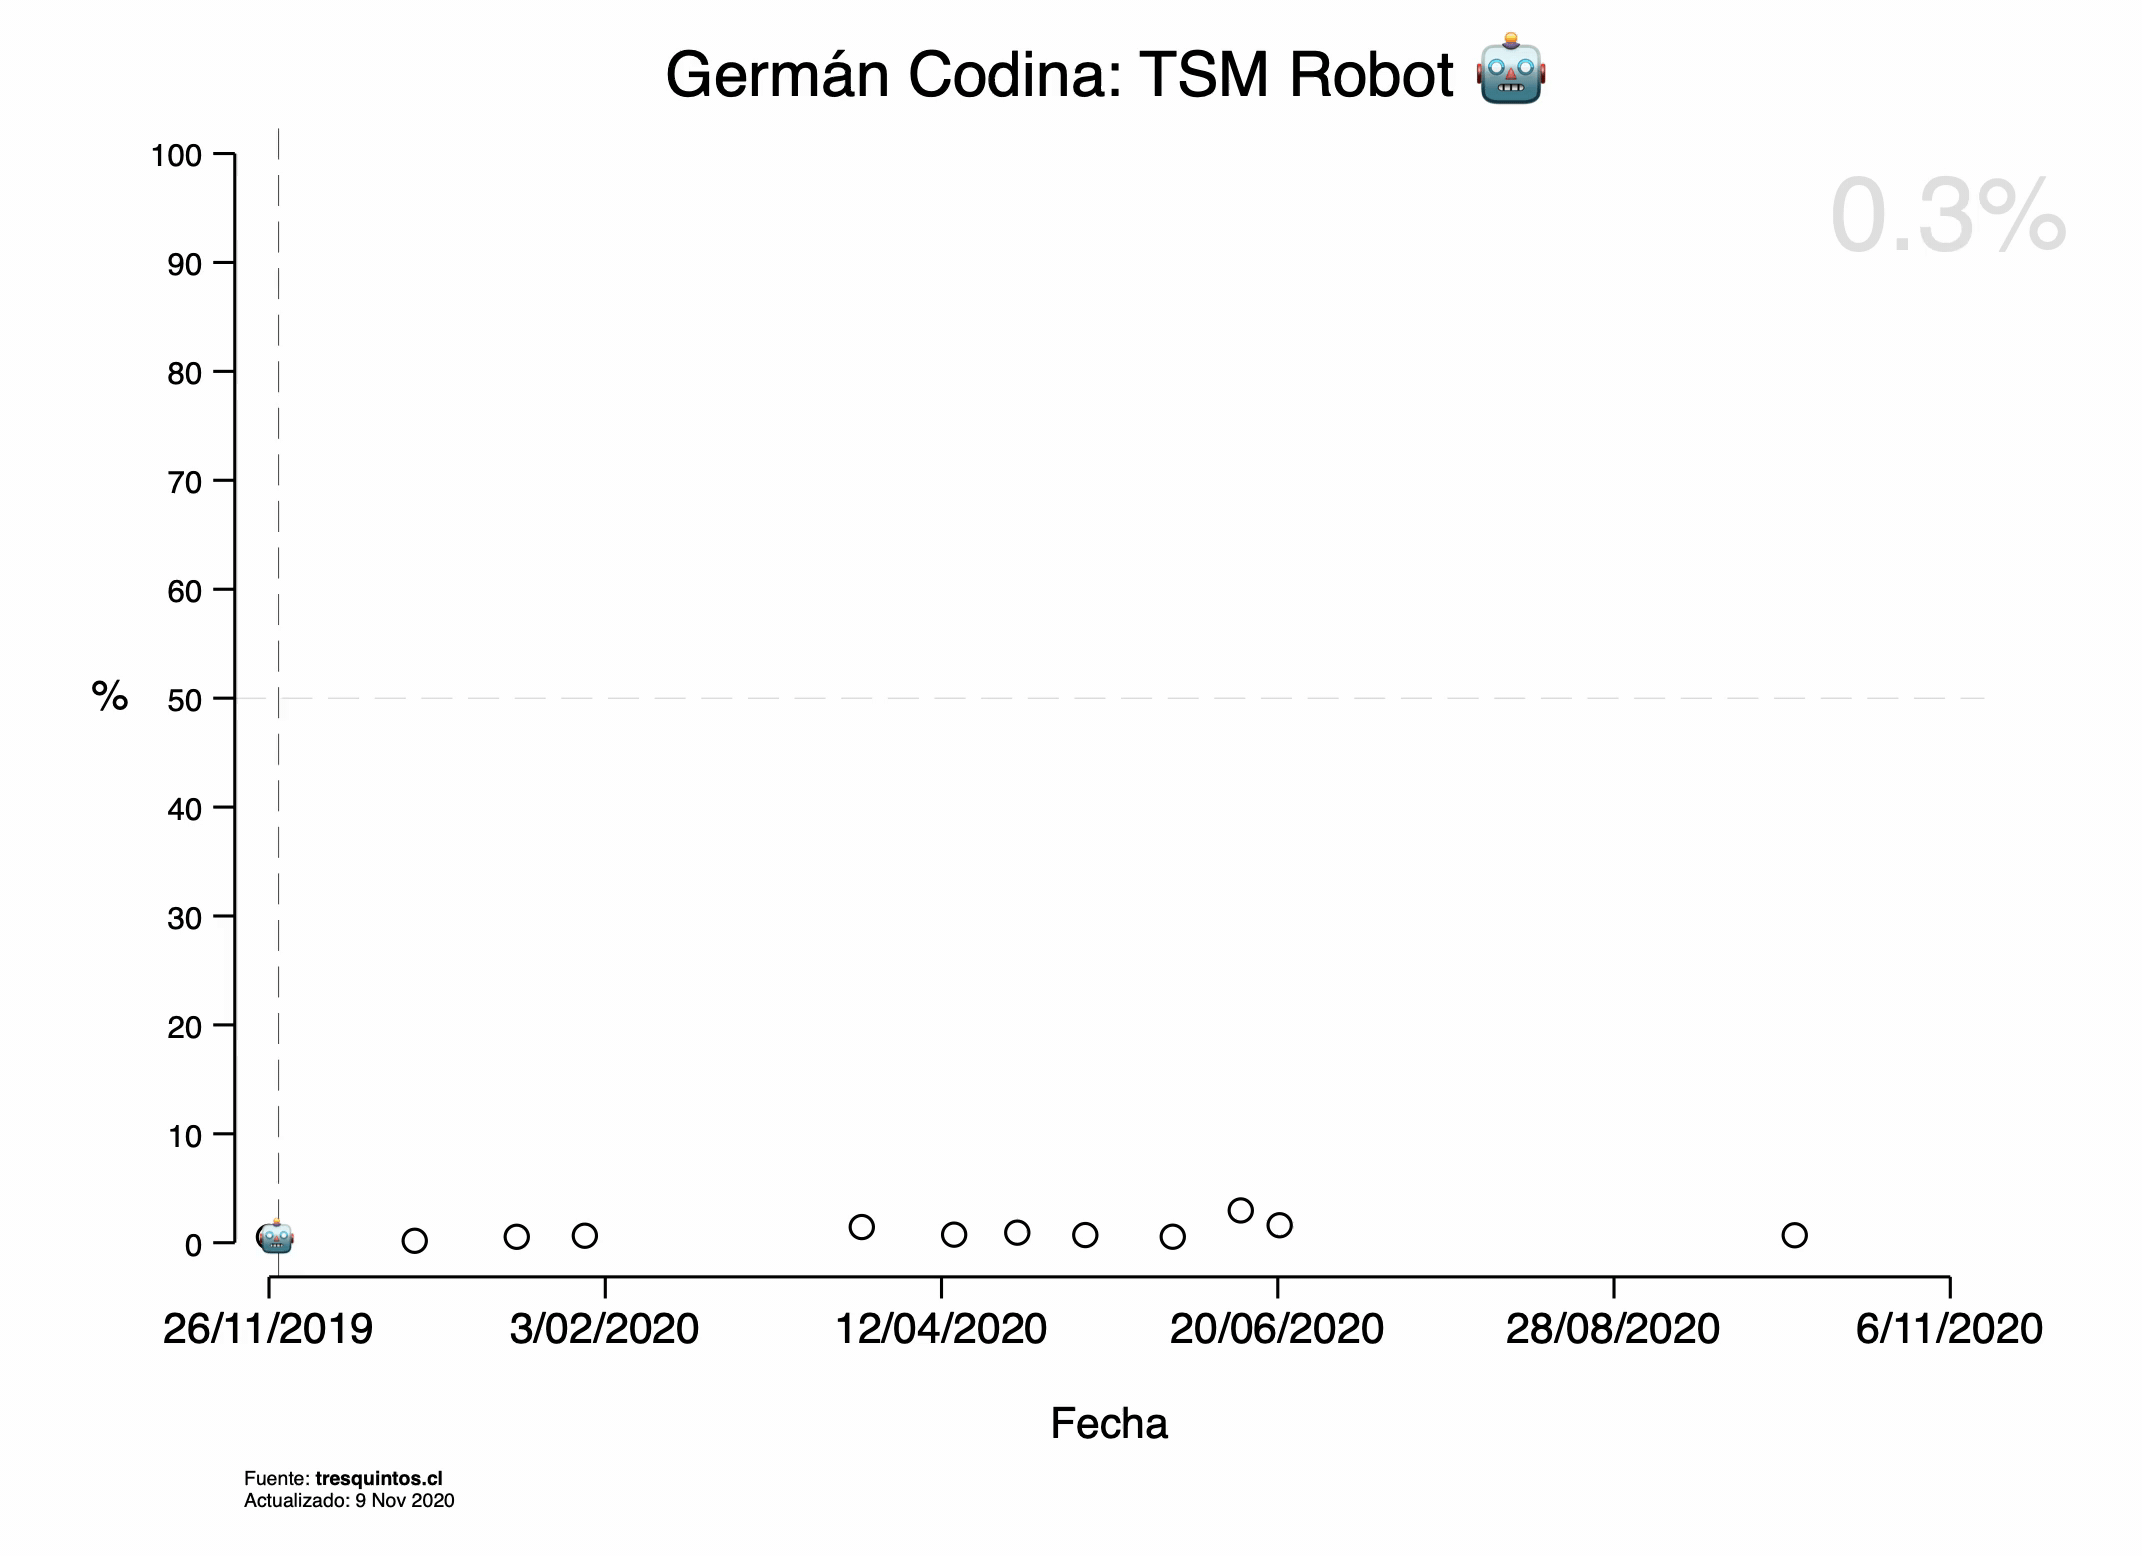 Germán Codina: TSM Robot 🤖
0.3%
100
90
80
70
60
50
40
30
20
10
0
%
26/11/2019 3/02/2020 12/04/2020 20/06/2020 28/08/2020 6/11/2020
Fecha
Fuente: tresquintos.cl
Actualizado: 9 Nov 2020